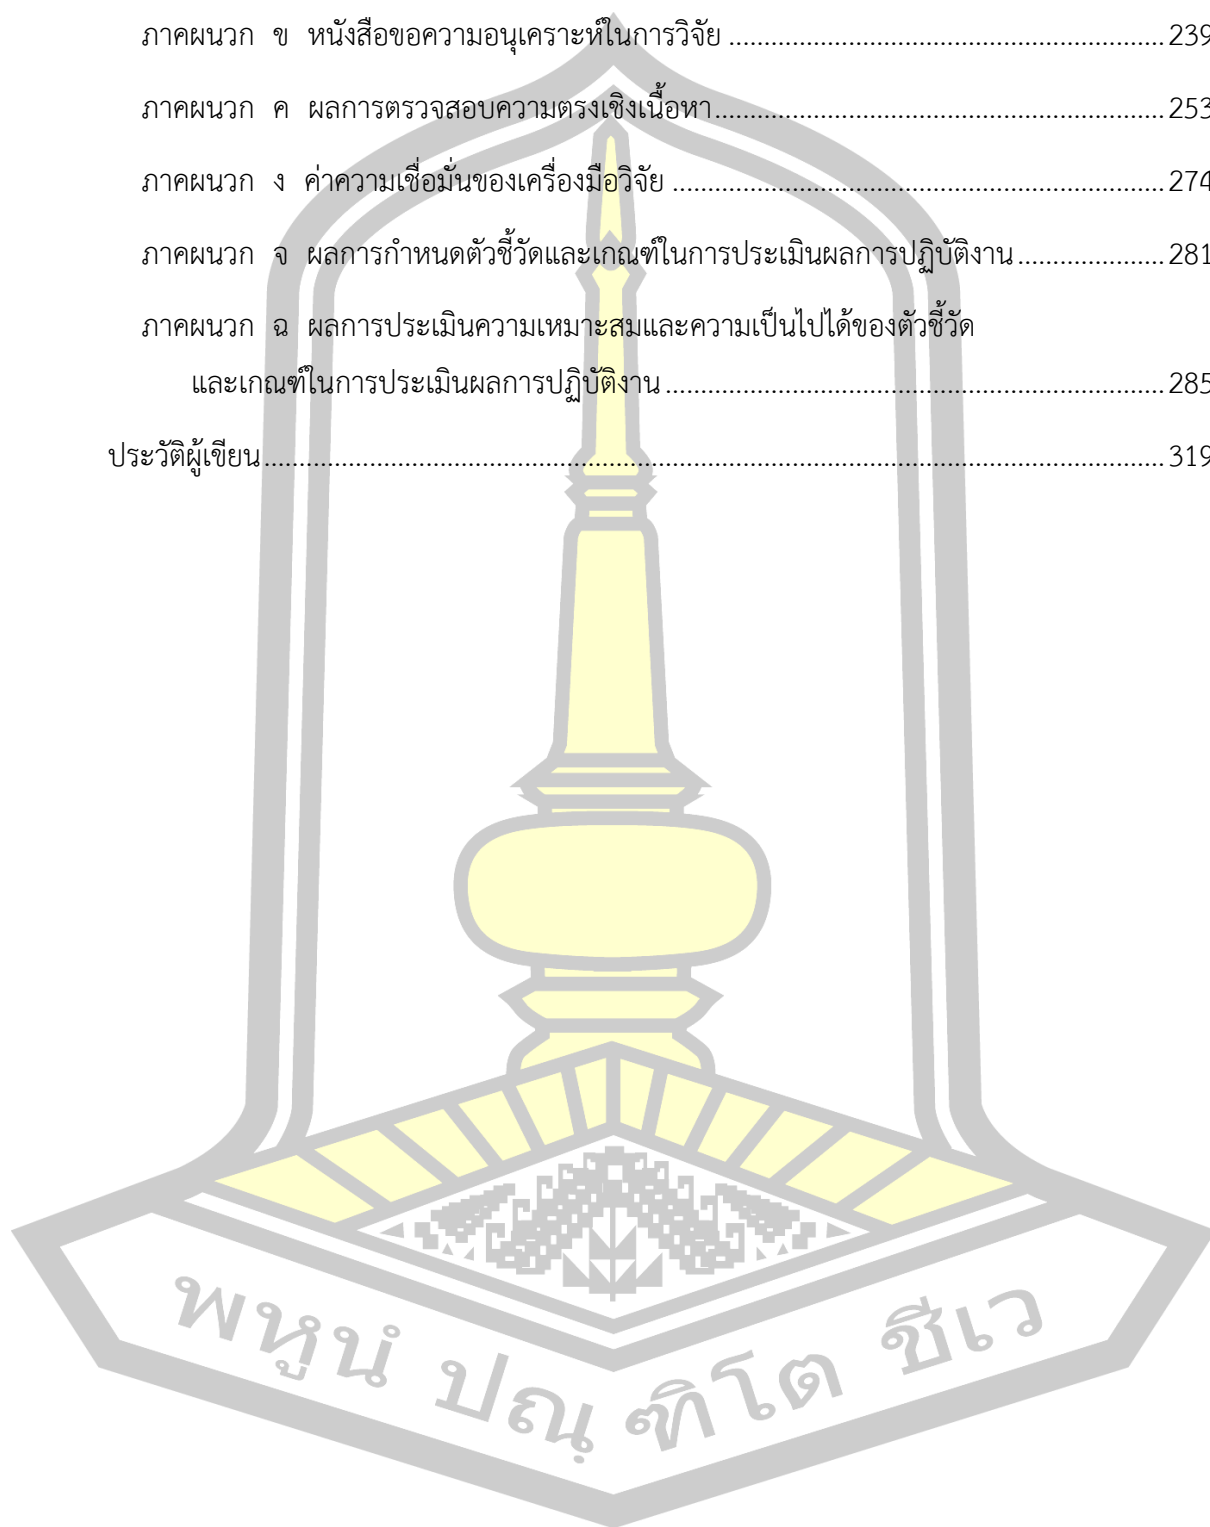 ภาคผนวก ข หนังสือขอความอนุเคราะห์ในการวิจัย ............................................................. 239
ภาคผนวก ค ผลการตรวจสอบความตรงเชิงเนื้อหา............................................................... 253
ภาคผนวก ง ค่าความเชื่อมั่นของเครื่องมือวิจัย ..................................................................... 274
ภาคผนวก จ ผลการกำหนดตัวชี้วัดและเกณฑ์ในการประเมินผลการปฏิบัติงาน..................... 281
ภาคผนวก ฉ ผลการประเมินความเหมาะสมและความเป็นไปได้ของตัวชี้วัด
และเกณฑ์ในการประเมินผลการปฏิบัติงาน ...................................................................... 285
ประวัติผู้เขียน.............................................................................................................................. 319
พหูนํ ปณฺฑิโต ชีเว